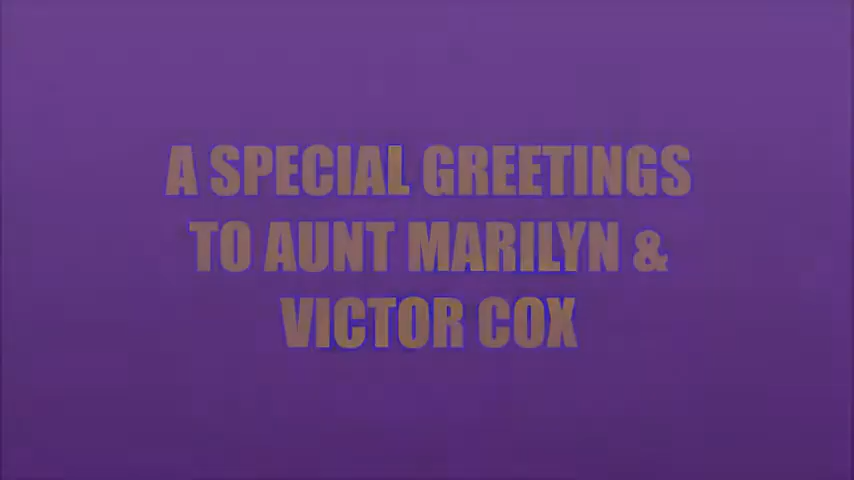 A SPECIAL GREETINGS
TO AUNT MARILYN &
VICTOR COX